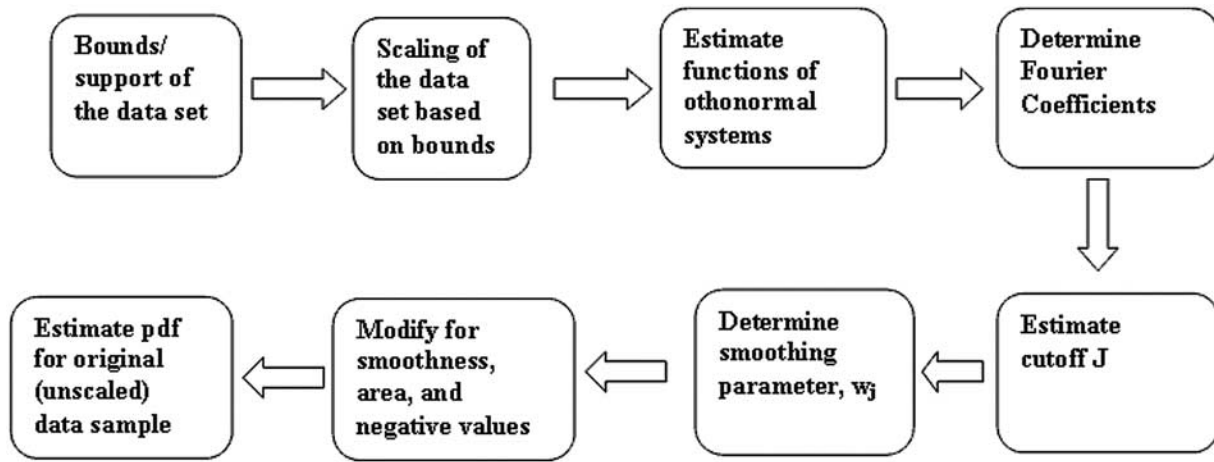 Bounds/
support of
the data set
Scaling of
the data
set based
on bounds
Estimate
functions of
othonormal
systems
Determine
Fourier
Coefficients
Estimate
cutoff J
Determine
smoothing
parameter, wj
Modify for
smoothness,
area, and
negative values
Estimate pdf
for original
(unscaled)
data sample